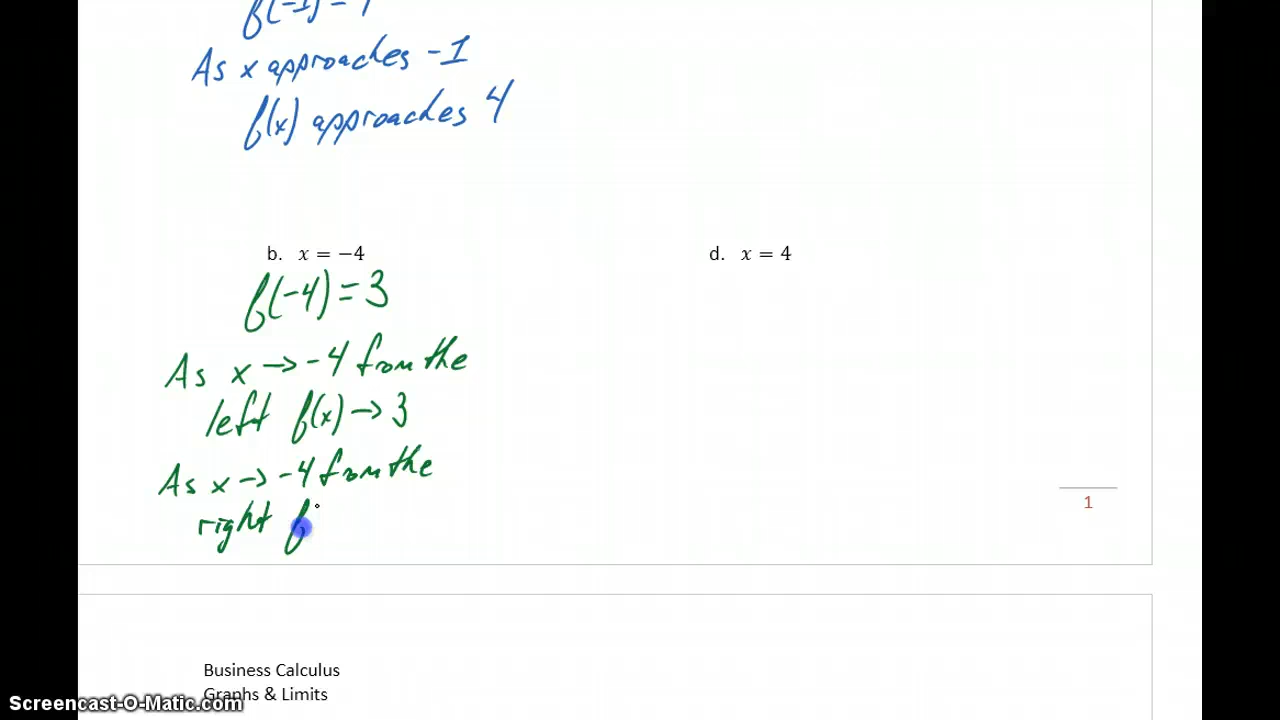 As x approaches -1
f(x) approaches 4
b. x = −4
d. x = 4
f(-4) = 3
As x → -4 from the
left f(x) → 3
As x → -4 from the
right f
1
Business Calculus
Graphs & Limits
Screencast-O-Matic.com